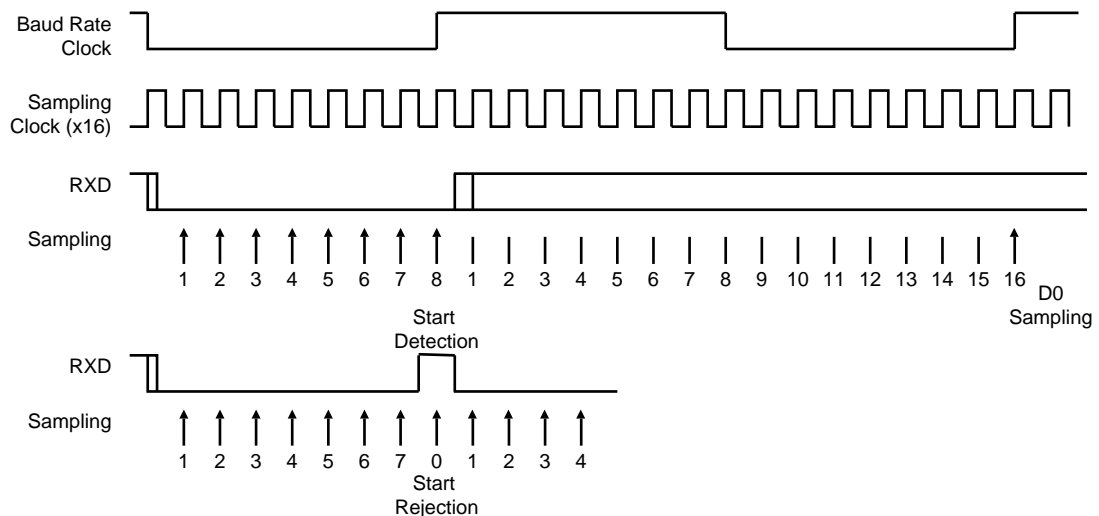 Baud Rate
Clock
Sampling
Clock (x16)
RXD
Sampling
1 2 3 4 5 6 7 8 1 2 3 4 5 6 7 8 9 10 11 12 13 14 15 16
D0
Sampling
Start
Detection
RXD
Sampling
1 2 3 4 5 6 7 0 1 2 3 4
Start
Rejection